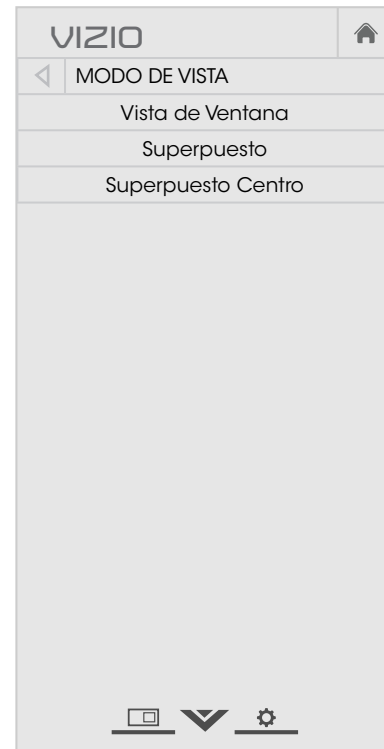 VIZIO
MODO DE VISTA
Vista de Ventana
Superpuesto
Superpuesto Centro